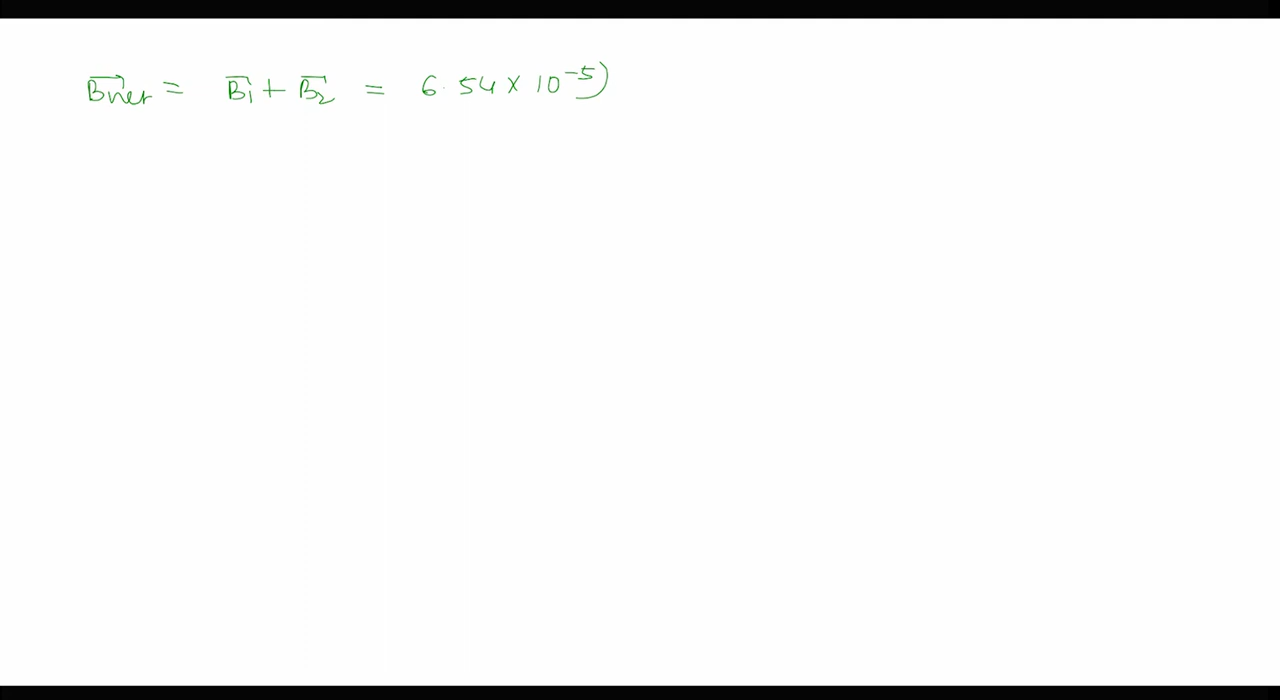 B⃗net = B⃗1 + B⃗2 = 6.54 × 10⁻⁵)